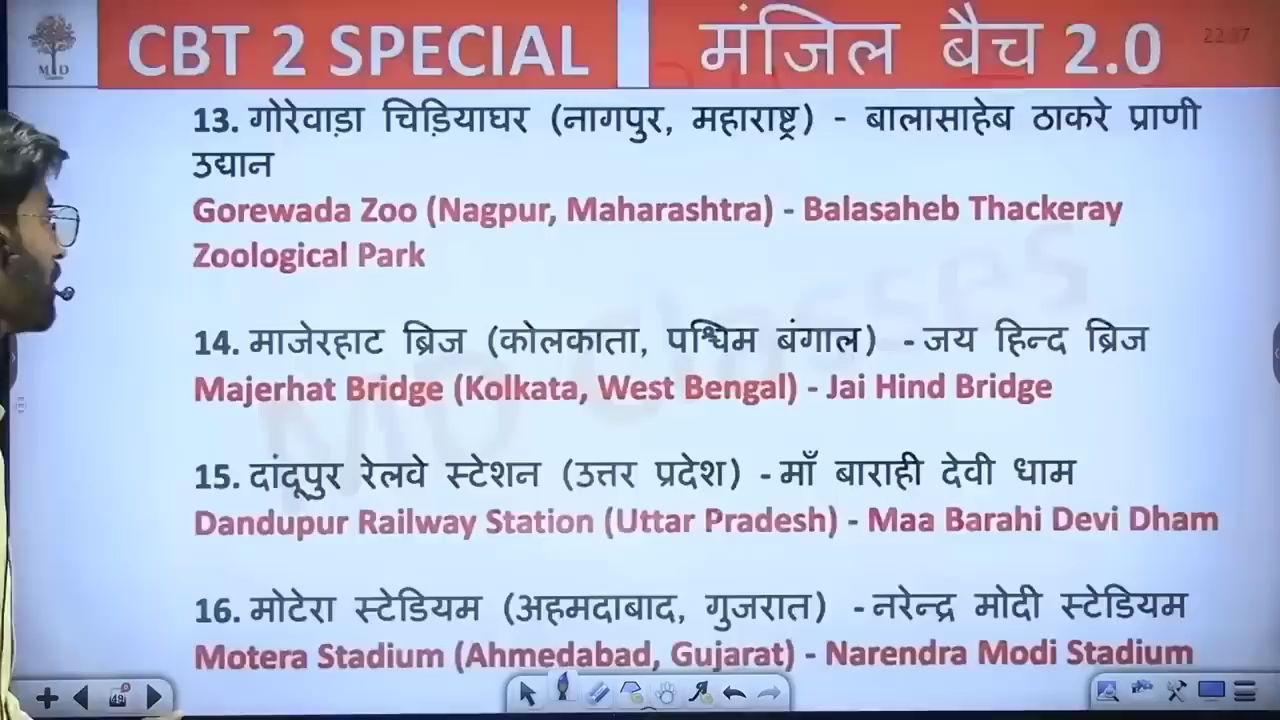 CBT 2 SPECIAL
मंजिल बैच 2.0
13. गोरेवाड़ा चिड़ियाघर (नागपुर, महाराष्ट्र) - बालासाहेब ठाकरे प्राणी
उद्यान
Gorewada Zoo (Nagpur, Maharashtra) - Balasaheb Thackeray
Zoological Park
14. माजेरहाट ब्रिज (कोलकाता, पश्चिम बंगाल) - जय हिन्द ब्रिज
Majerhat Bridge (Kolkata, West Bengal) - Jai Hind Bridge
15. दांदूपुर रेलवे स्टेशन (उत्तर प्रदेश) - माँ बाराही देवी धाम
Dandupur Railway Station (Uttar Pradesh) - Maa Barahi Devi Dham
16. मोटेरा स्टेडियम (अहमदाबाद, गुजरात) - नरेन्द्र मोदी स्टेडियम
Motera Stadium (Ahmedabad, Gujarat) - Narendra Modi Stadium
MD Classes
49